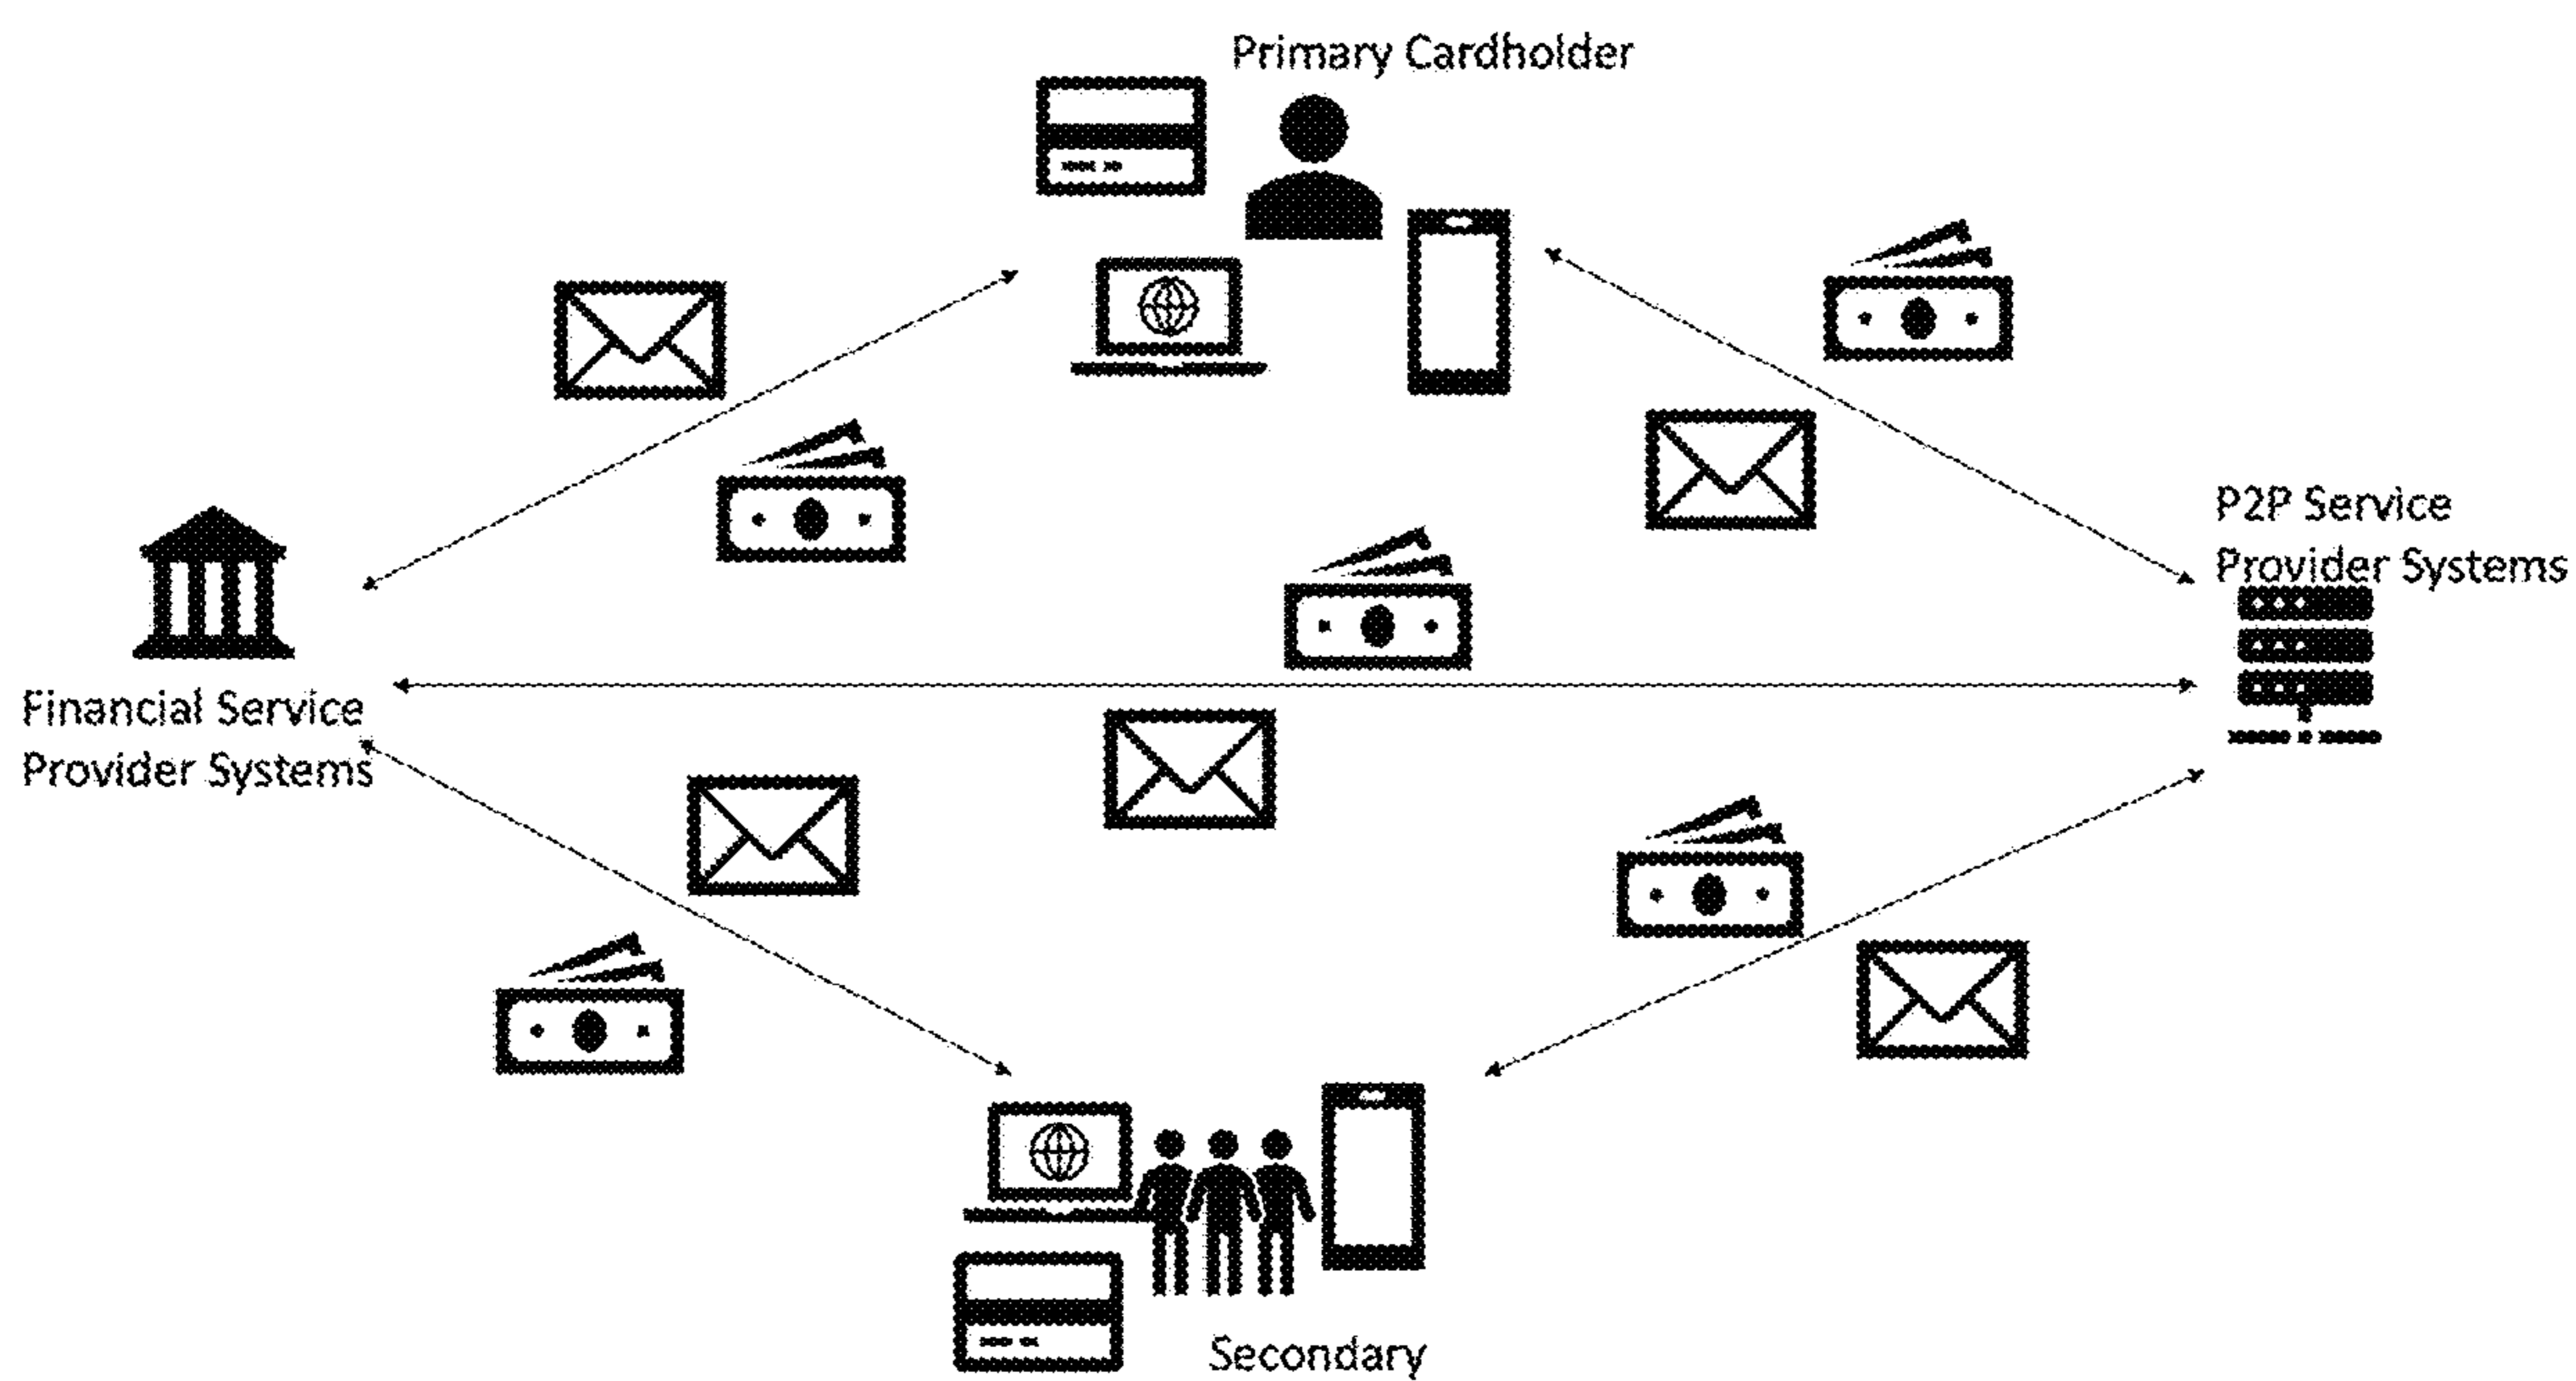 Primary Cardholder
P2P Service
Provider Systems
Financial Service
Provider Systems
Secondary